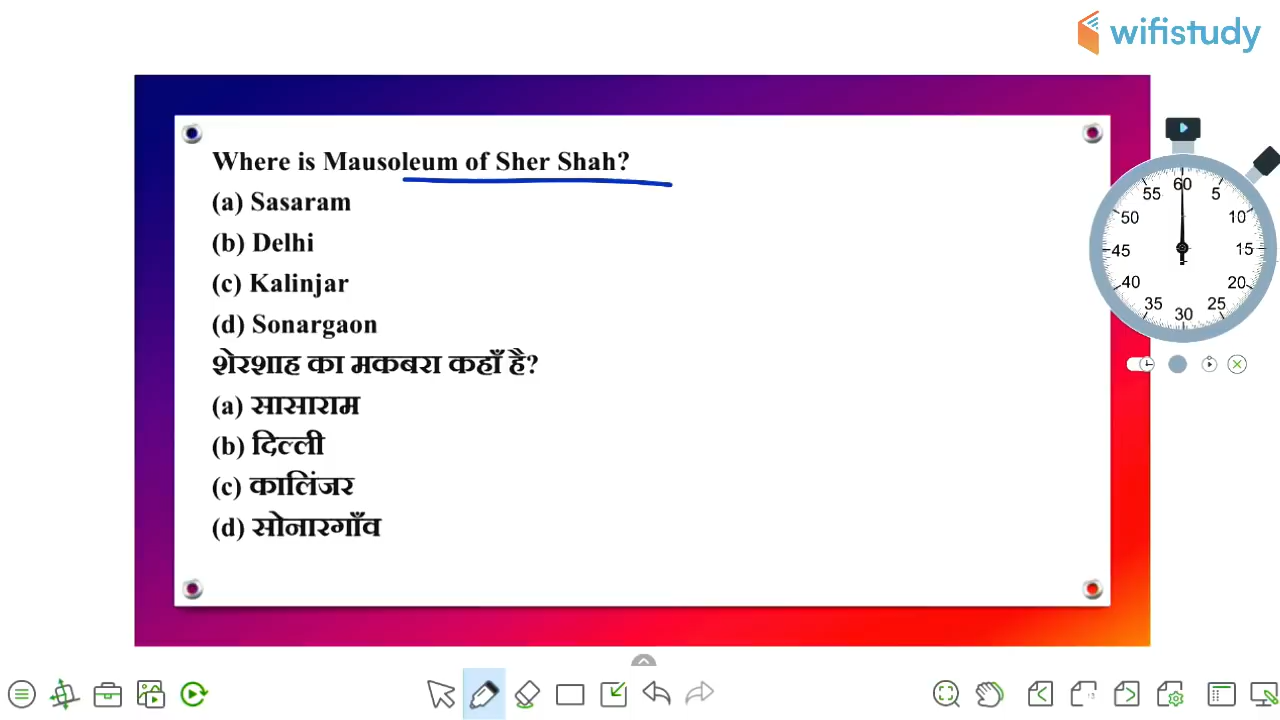 wifistudy
Where is Mausoleum of Sher Shah?
(a) Sasaram
(b) Delhi
(c) Kalinjar
(d) Sonargaon
शेरशाह का मकबरा कहाँ है?
(a) सासाराम
(b) दिल्ली
(c) कालिंजर
(d) सोनारगाँव
60
55
5
50
10
45
15
40
20
35
25
30